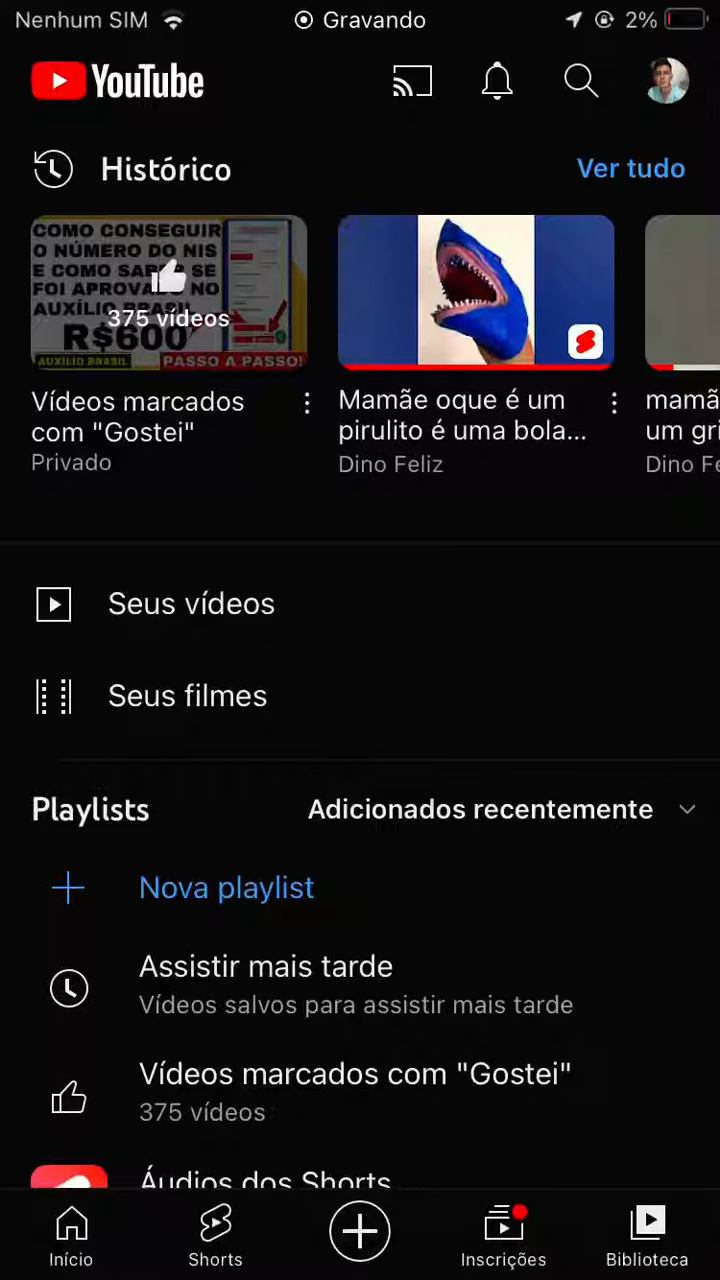 Nenhum SIM
Gravando
2%
YouTube
Histórico
Ver tudo
COMO CONSEGUIR
O NÚMERO DO NIS
E COMO SABER SE
FOI APROVADO NO
AUXÍLIO BRASIL
375 vídeos
R$600
AUXÍLIO BRASIL
PASSO A PASSO!
Vídeos marcados
com "Gostei"
Privado
Mamãe oque é um
pirulito é uma bola...
Dino Feliz
mamã
um gri
Dino Fe
Seus vídeos
Seus filmes
Playlists
Adicionados recentemente
Nova playlist
Assistir mais tarde
Vídeos salvos para assistir mais tarde
Vídeos marcados com "Gostei"
375 vídeos
Áudios dos Shorts
Início
Shorts
Inscrições
Biblioteca